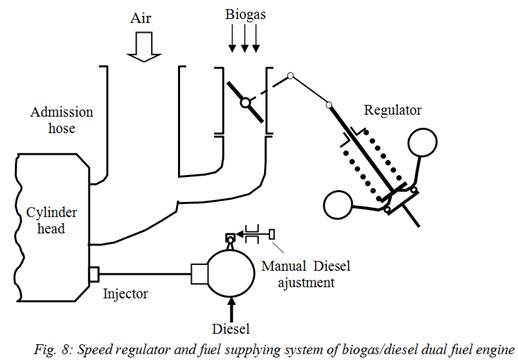 Air
Biogas
Admission
hose
Regulator
Cylinder
head
Manual Diesel
ajustment
Injector
Diesel
Fig. 8: Speed regulator and fuel supplying system of biogas/diesel dual fuel engine